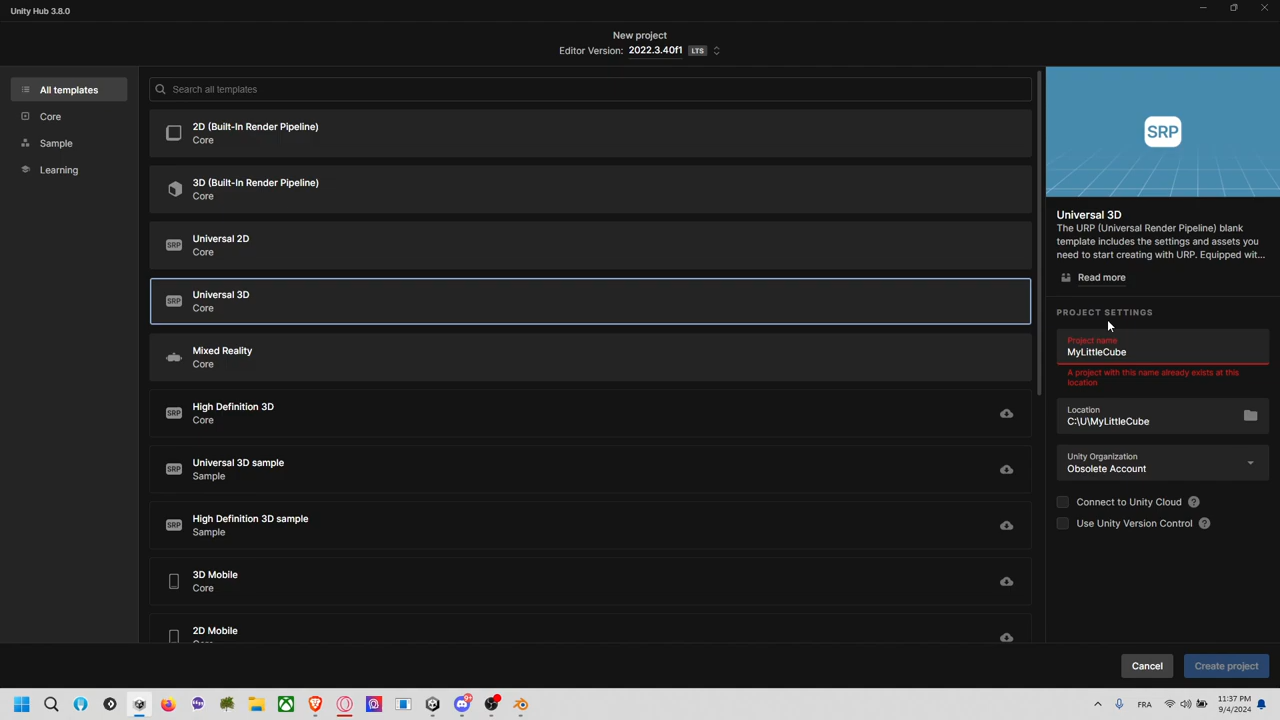 Unity Hub 3.8.0
New project
Editor Version: 2022.3.40f1 LTS
All templates
Core
Sample
Learning
Search all templates
2D (Built-In Render Pipeline)
Core
3D (Built-In Render Pipeline)
Core
SRP
Universal 2D
Core
SRP
Universal 3D
Core
Mixed Reality
Core
SRP
High Definition 3D
Core
SRP
Universal 3D sample
Sample
SRP
High Definition 3D sample
Sample
3D Mobile
Core
2D Mobile
SRP
Universal 3D
The URP (Universal Render Pipeline) blank
template includes the settings and assets you
need to start creating with URP. Equipped wit...
Read more
PROJECT SETTINGS
Project name
MyLittleCube
A project with this name already exists at this
location
Location
C:\U\MyLittleCube
Unity Organization
Obsolete Account
Connect to Unity Cloud ?
Use Unity Version Control ?
Cancel
Create project
FRA
11:37 PM
9/4/2024